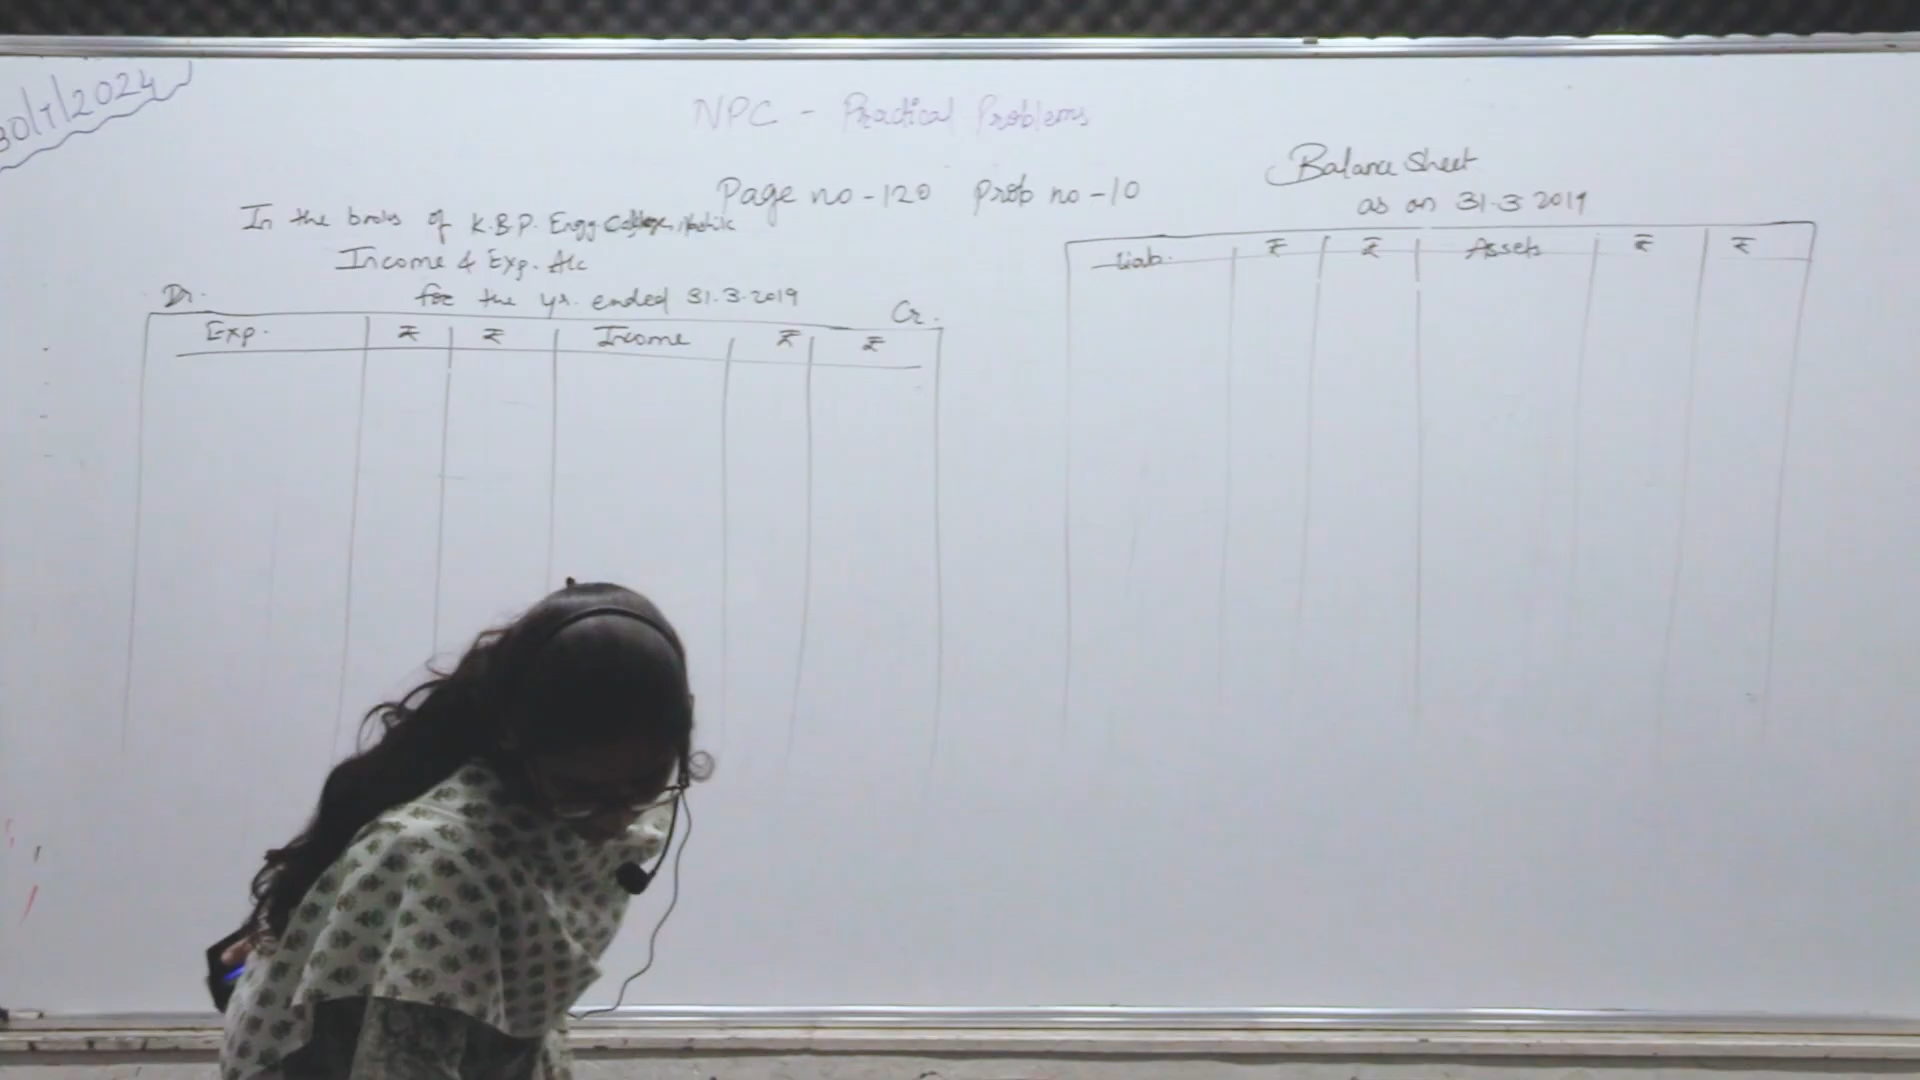 30/7/2024
NPC - Practical Problems
Page no - 120 Prob no - 10
In the books of K.B.P. Engg. College, Nashik
Income & Exp. A/c
for the yr. ended 31.3.2019
Dr. Cr.
Exp. ₹ ₹ Income ₹ ₹
Balance Sheet
as on 31.3 2019
Liab. ₹ ₹ Assets ₹ ₹